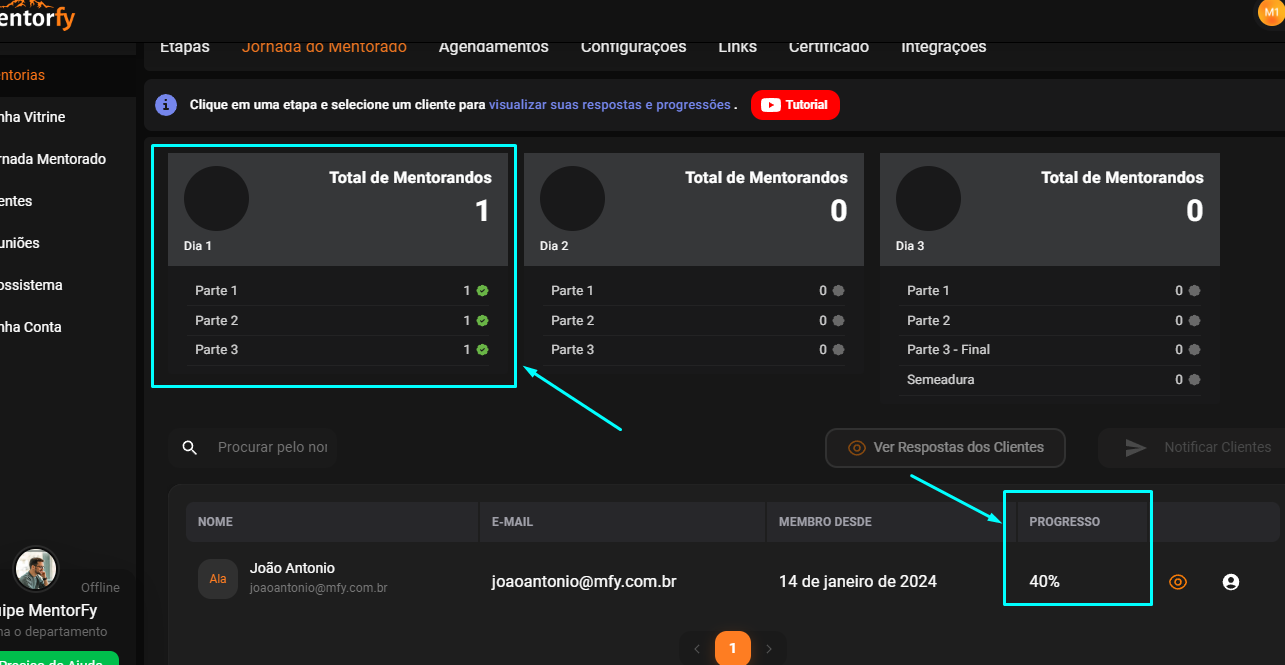 entorfy
M1
Etapas Jornada do Mentorado Agendamentos Configurações Links Certificado Integrações
ntorias
nha Vitrine
rnada Mentorado
entes
uniões
ossistema
nha Conta
Clique em uma etapa e selecione um cliente para visualizar suas respostas e progressões . Tutorial
Total de Mentorandos
1
Dia 1
Parte 1 1
Parte 2 1
Parte 3 1
Total de Mentorandos
0
Dia 2
Parte 1 0
Parte 2 0
Parte 3 0
Total de Mentorandos
0
Dia 3
Parte 1 0
Parte 2 0
Parte 3 - Final 0
Semeadura 0
Procurar pelo nor
Ver Respostas dos Clientes
Notificar Clientes
NOME E-MAIL MEMBRO DESDE PROGRESSO
Ala
João Antonio
joaoantonio@mfy.com.br
joaoantonio@mfy.com.br
14 de janeiro de 2024
40%
1
Offline
ipe MentorFy
na o departamento
Precisa de Ajuda